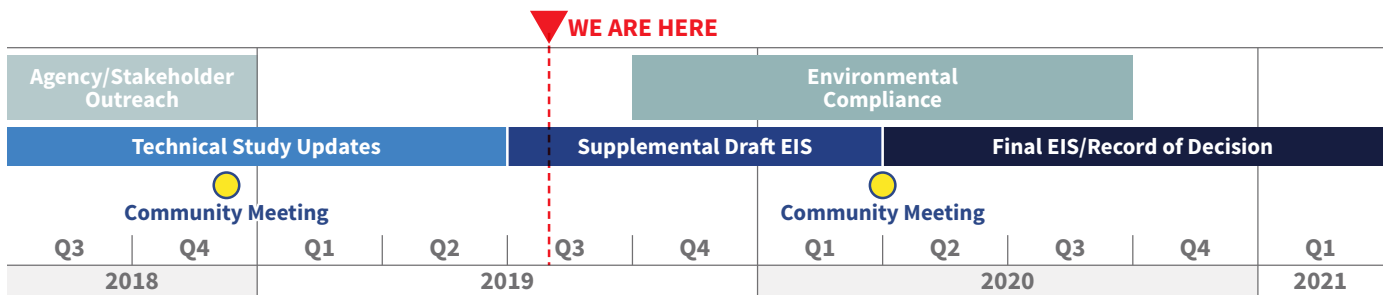 WE ARE HERE
Agency/Stakeholder
Outreach
Environmental
Compliance
Technical Study Updates
Supplemental Draft EIS
Final EIS/Record of Decision
Community Meeting
Community Meeting
Q3 Q4 Q1 Q2 Q3 Q4 Q1 Q2 Q3 Q4 Q1
2018 2019 2020 2021